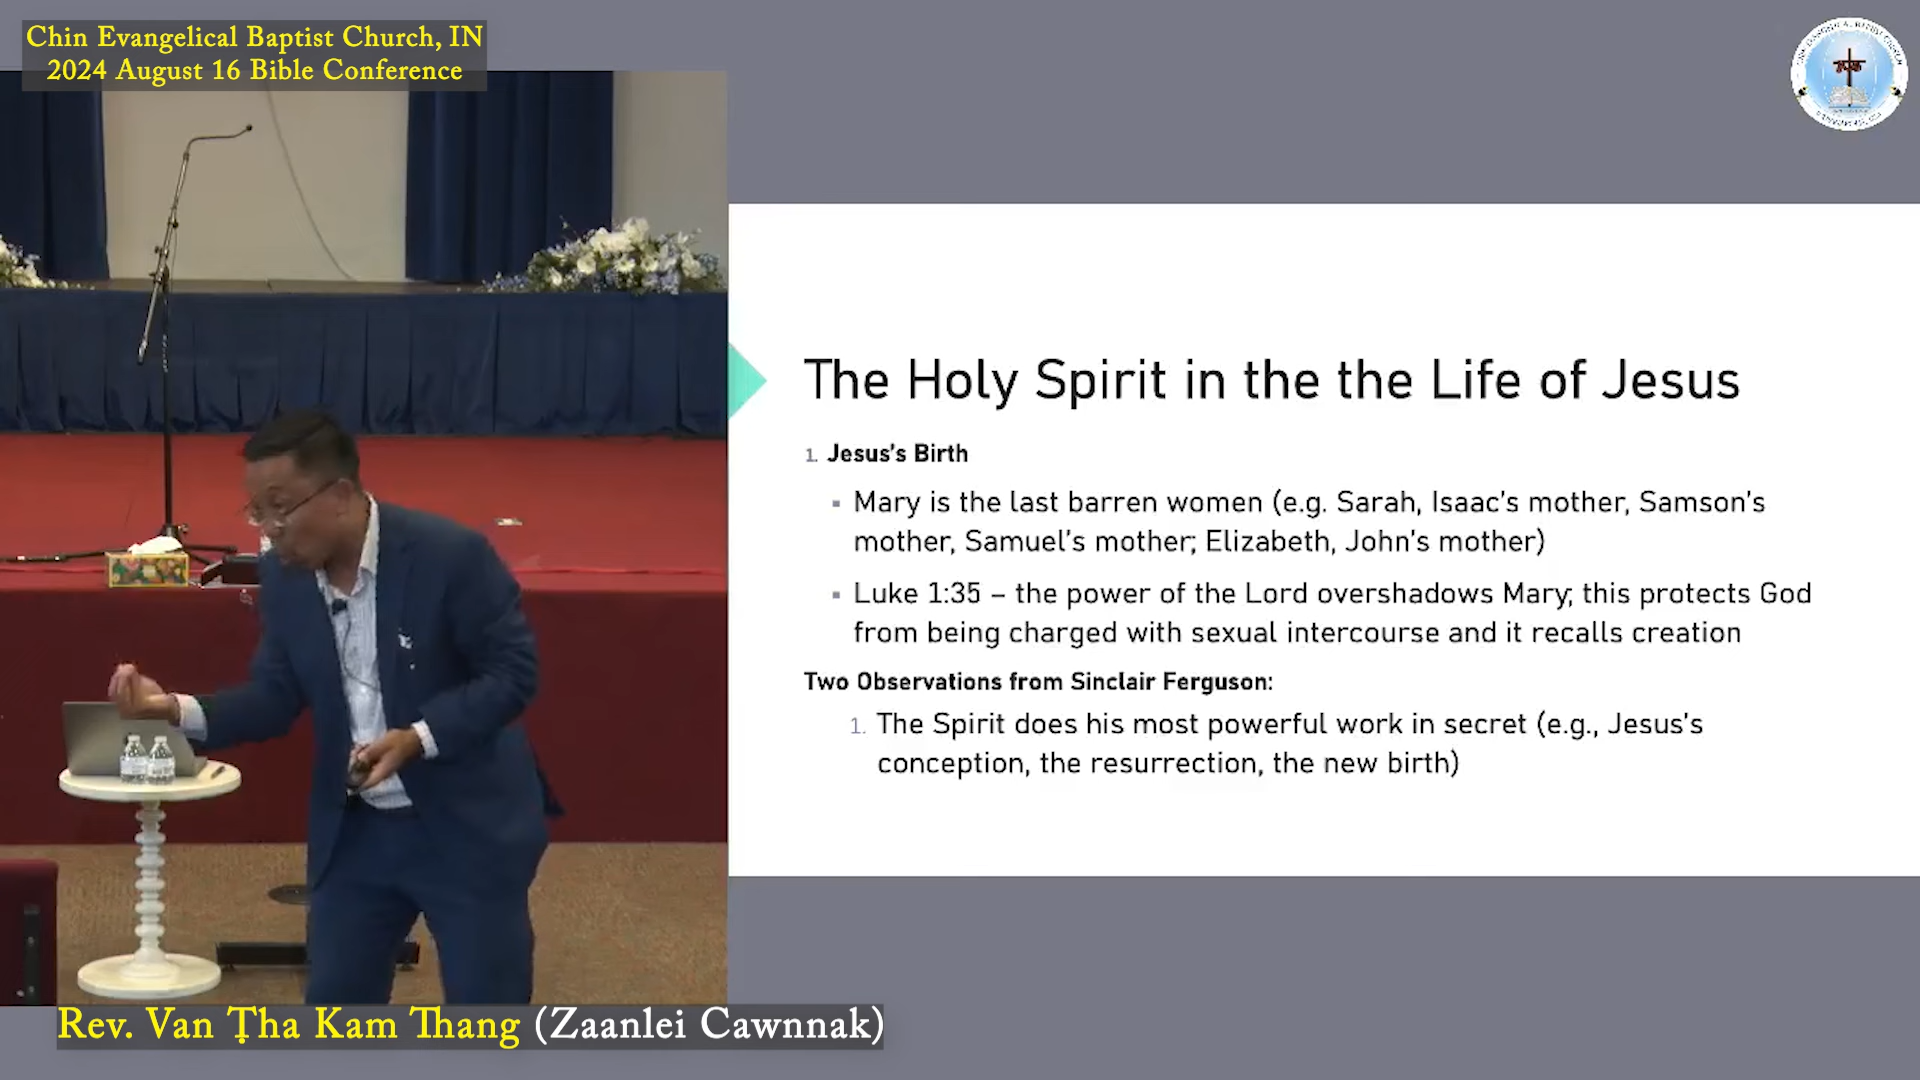 Chin Evangelical Baptist Church, IN
2024 August 16 Bible Conference
The Holy Spirit in the the Life of Jesus
1. Jesus's Birth
▪ Mary is the last barren women (e.g. Sarah, Isaac's mother, Samson's
mother, Samuel's mother; Elizabeth, John's mother)
▪ Luke 1:35 – the power of the Lord overshadows Mary; this protects God
from being charged with sexual intercourse and it recalls creation
Two Observations from Sinclair Ferguson:
1. The Spirit does his most powerful work in secret (e.g., Jesus's
conception, the resurrection, the new birth)
Rev. Van Ṭha Kam Thang (Zaanlei Cawnnak)